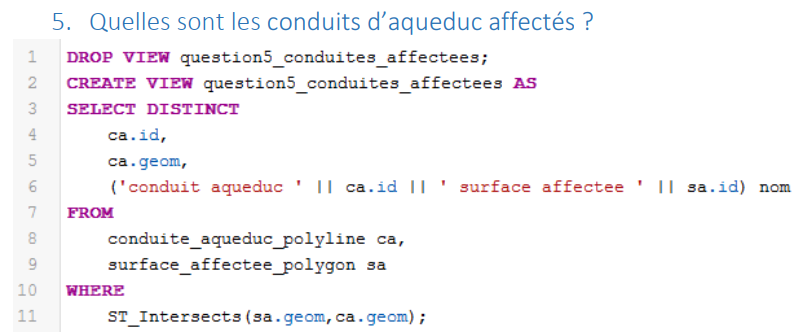 5. Quelles sont les conduits d’aqueduc affectés ?
1 DROP VIEW question5_conduites_affectees;
2 CREATE VIEW question5_conduites_affectees AS
3 SELECT DISTINCT
4 ca.id,
5 ca.geom,
6 ('conduit aqueduc ' || ca.id || ' surface affectee ' || sa.id) nom
7 FROM
8 conduite_aqueduc_polyline ca,
9 surface_affectee_polygon sa
10 WHERE
11 ST_Intersects(sa.geom,ca.geom);